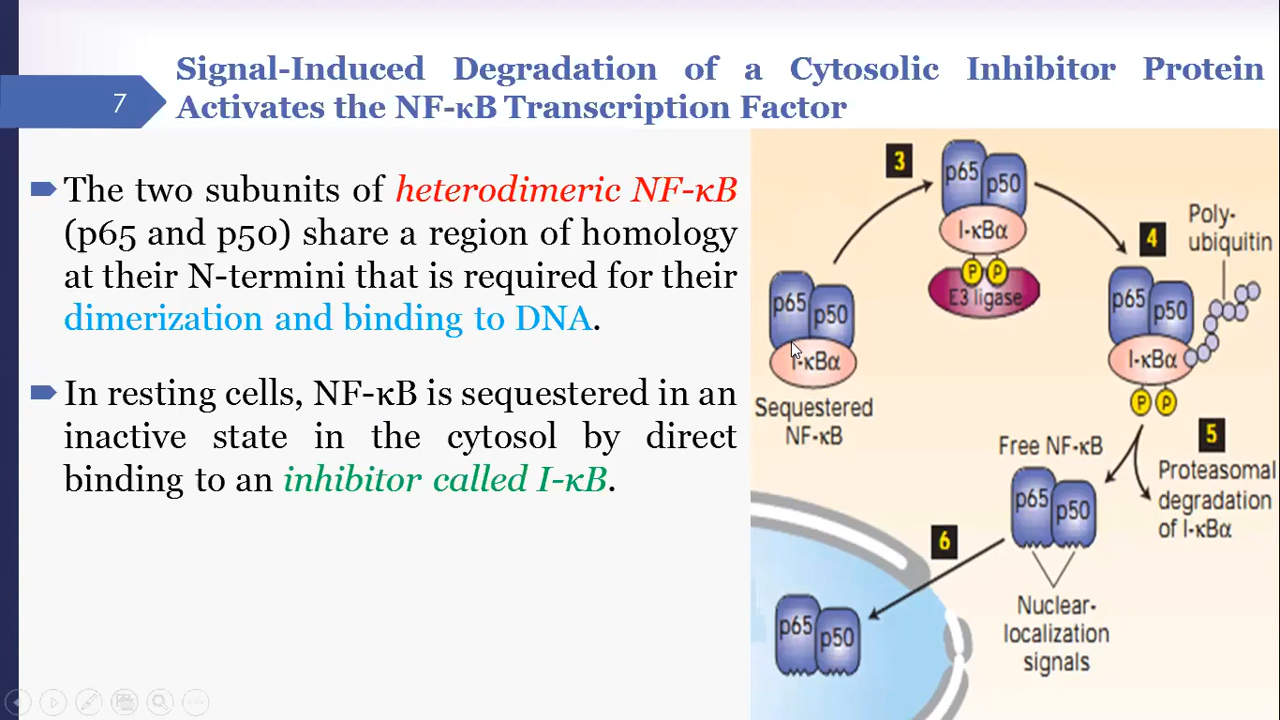 7
Signal-Induced Degradation of a Cytosolic Inhibitor Protein
Activates the NF-κB Transcription Factor
The two subunits of heterodimeric NF-κB
(p65 and p50) share a region of homology
at their N-termini that is required for their
dimerization and binding to DNA.
In resting cells, NF-κB is sequestered in an
inactive state in the cytosol by direct
binding to an inhibitor called I-κB.
3
p65
p50
I-κBα
P P
E3 ligase
4
Poly-
ubiquitin
p65
p50
I-κBα
Sequestered
NF-κB
p65
p50
I-κBα
P P
5
Proteasomal
degradation
of I-κBα
Free NF-κB
p65
p50
Nuclear-
localization
signals
6
p65
p50